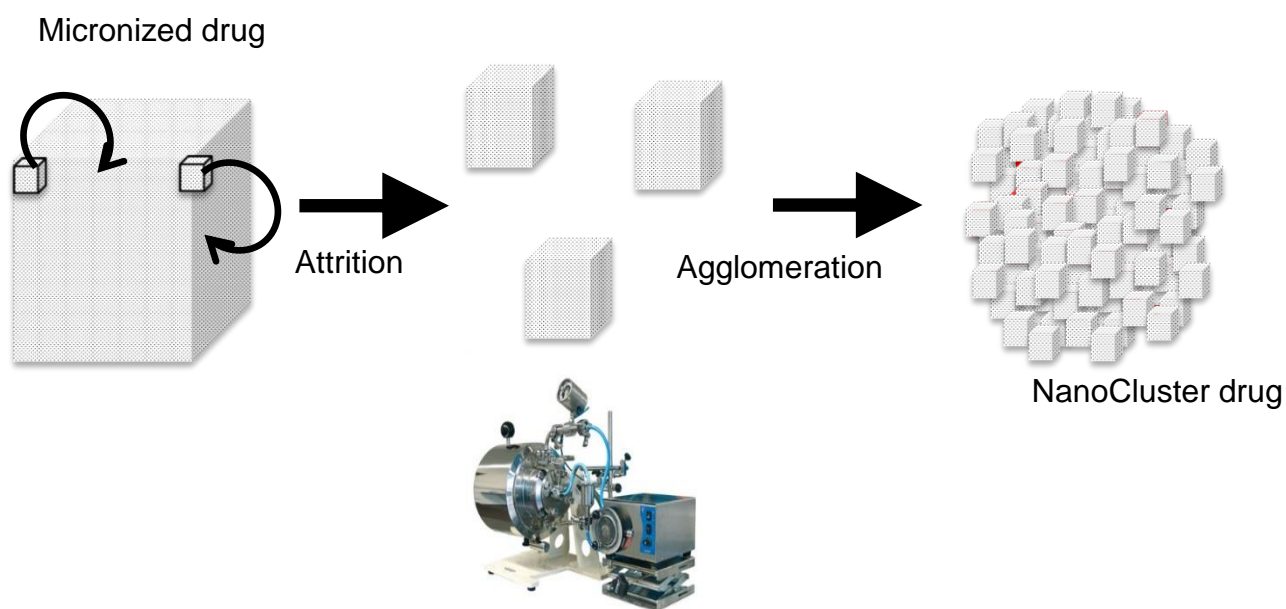 Micronized drug
Attrition
Agglomeration
NanoCluster drug